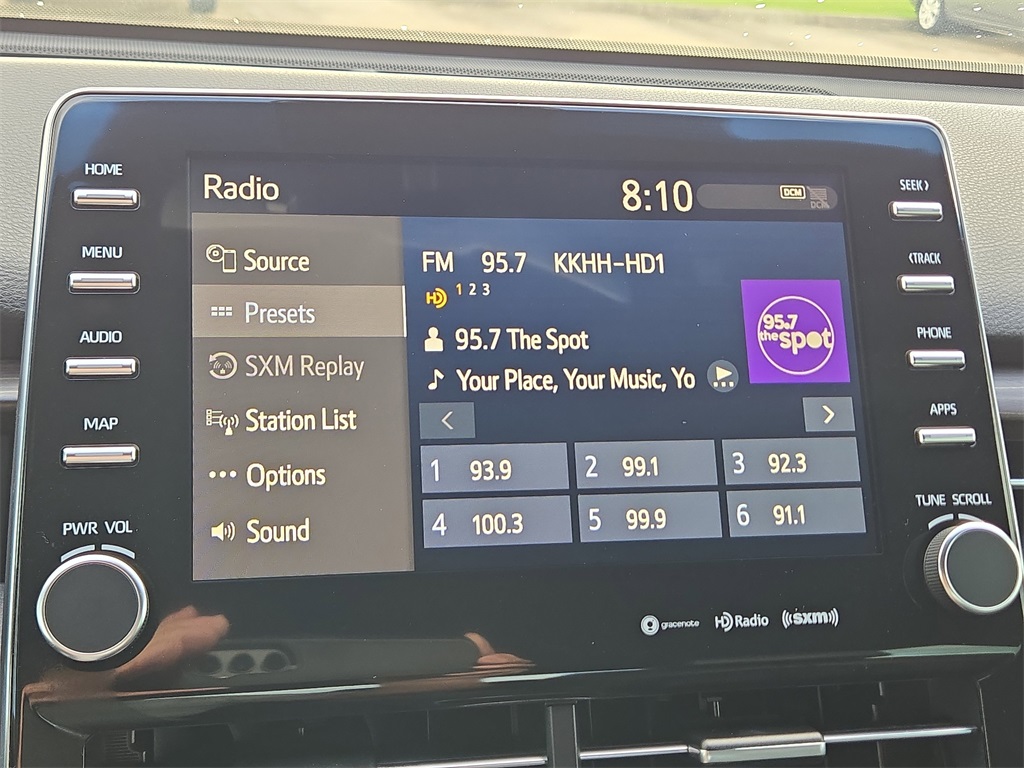 HOME
MENU
AUDIO
MAP
PWR VOL
Radio
8:10
DCM
DCM
Source
Presets
SXM Replay
Station List
Options
Sound
FM 95.7 KKHH-HD1
HD 1 2 3
95.7 The Spot
Your Place, Your Music, Yo
95.7
the spot
<
>
1 93.9
2 99.1
3 92.3
4 100.3
5 99.9
6 91.1
SEEK>
<TRACK
PHONE
APPS
TUNE SCROLL
gracenote
HD Radio
((sxm))